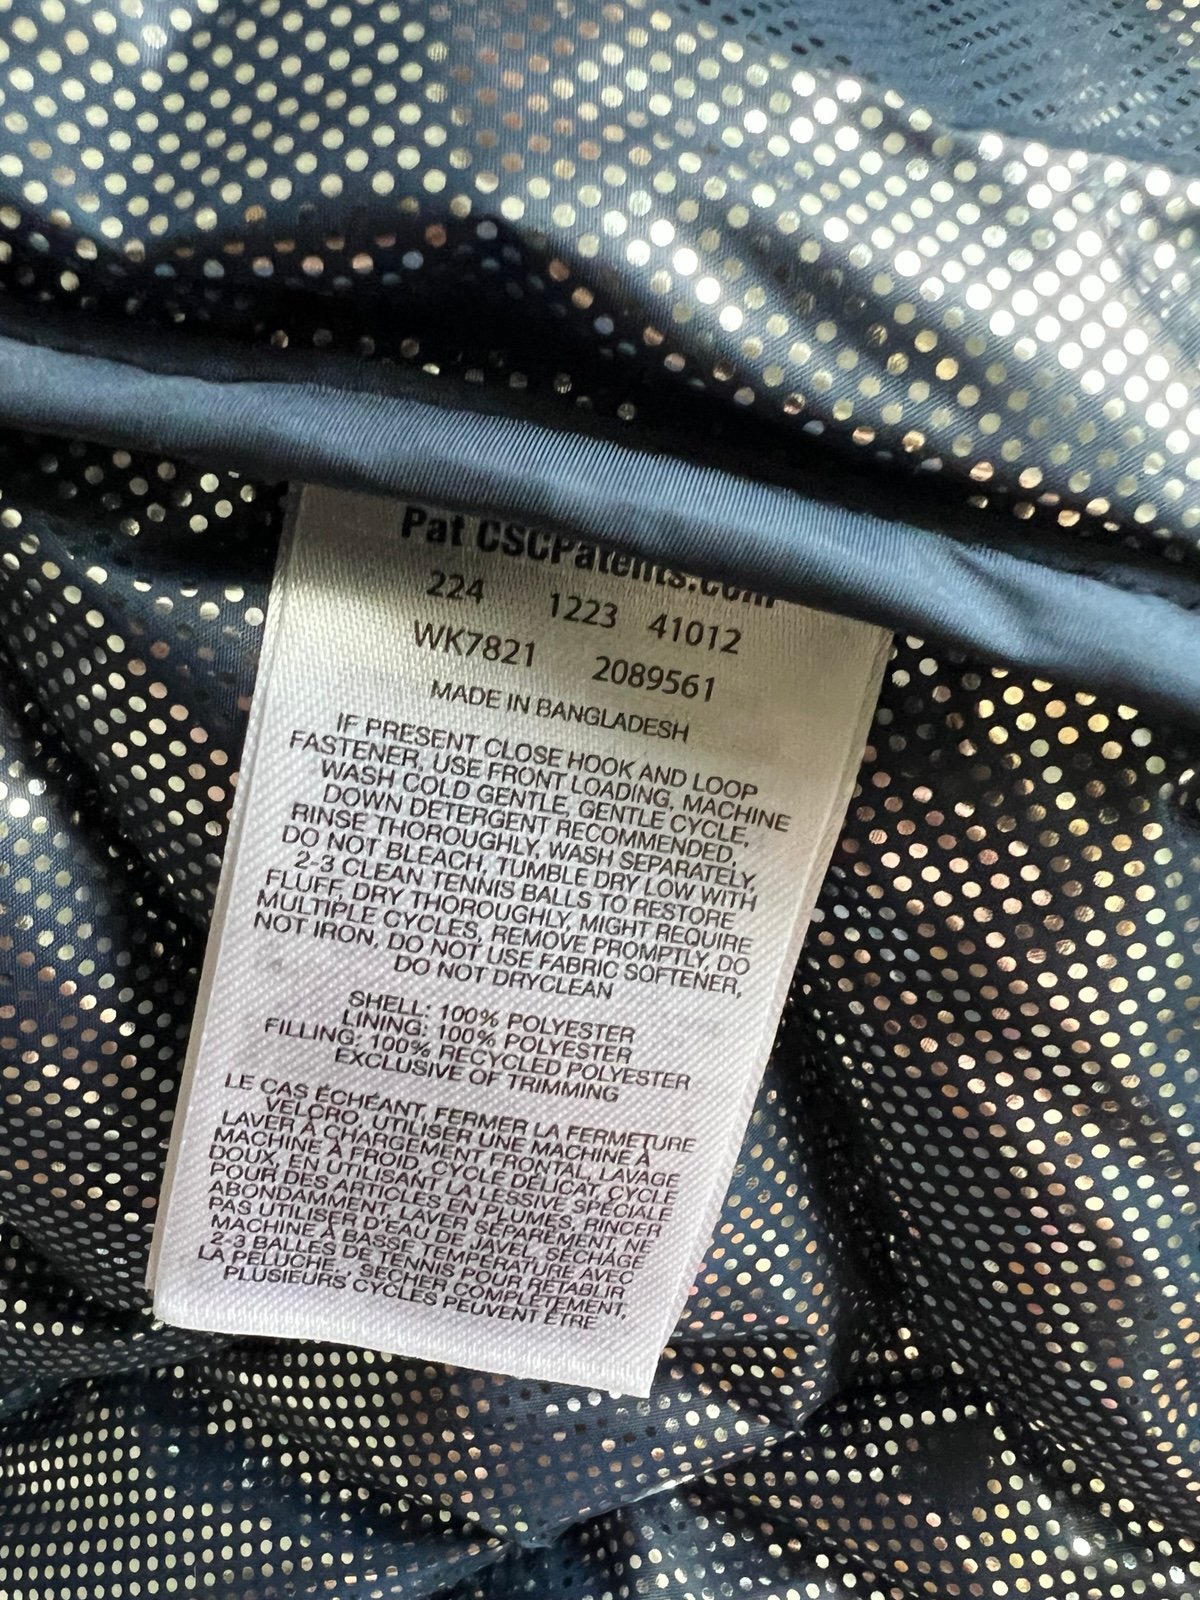 Pat CSCPatents.com
224 1223 41012
WK7821 2089561
MADE IN BANGLADESH
IF PRESENT CLOSE HOOK AND LOOP
FASTENER, USE FRONT LOADING, MACHINE
WASH COLD GENTLE, GENTLE CYCLE,
DOWN DETERGENT RECOMMENDED,
RINSE THOROUGHLY, WASH SEPARATELY,
DO NOT BLEACH, TUMBLE DRY LOW WITH
2-3 CLEAN TENNIS BALLS TO RESTORE
FLUFF, DRY THOROUGHLY, MIGHT REQUIRE
MULTIPLE CYCLES, REMOVE PROMPTLY, DO
NOT IRON, DO NOT USE FABRIC SOFTENER,
DO NOT DRYCLEAN
SHELL: 100% POLYESTER
LINING: 100% POLYESTER
FILLING: 100% RECYCLED POLYESTER
EXCLUSIVE OF TRIMMING
LE CAS ÉCHÉANT, FERMER LA FERMETURE
VELCRO, UTILISER UNE MACHINE À
LAVER À CHARGEMENT FRONTAL, LAVAGE
MACHINE À FROID, CYCLE DÉLICAT, CYCLE
DOUX, EN UTILISANT LA LESSIVE SPÉCIALE
POUR DES ARTICLES EN PLUMES, RINCER
ABONDAMMENT, LAVER SÉPARÉMENT, NE
PAS UTILISER D'EAU DE JAVEL, SÉCHAGE
MACHINE À BASSE TEMPÉRATURE AVEC
2-3 BALLES DE TENNIS POUR RÉTABLIR
LA PELUCHE, , SÉCHER COMPLÈTEMENT,
PLUSIEURS CYCLES PEUVENT ÊTRE